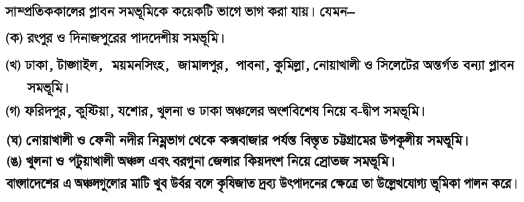 সাম্প্রতিককালের প্লাবন সমভূমিকে কয়েকটি ভাগে ভাগ করা যায়। যেমন—
(ক) রংপুর ও দিনাজপুরের পাদদেশীয় সমভূমি।
(খ) ঢাকা, টাঙ্গাইল, ময়মনসিংহ, জামালপুর, পাবনা, কুমিল্লা, নোয়াখালী ও সিলেটের অন্তর্গত বন্যা প্লাবন
সমভূমি।
(গ) ফরিদপুর, কুষ্টিয়া, যশোর, খুলনা ও ঢাকা অঞ্চলের অংশবিশেষ নিয়ে ব-দ্বীপ সমভূমি।
(ঘ) নোয়াখালী ও ফেনী নদীর নিম্নভাগ থেকে কক্সবাজার পর্যন্ত বিস্তৃত চট্টগ্রামের উপকূলীয় সমভূমি।
(ঙ) খুলনা ও পটুয়াখালী অঞ্চল এবং বরগুনা জেলার কিয়দংশ নিয়ে স্রোতজ সমভূমি।
বাংলাদেশের এ অঞ্চলগুলোর মাটি খুব উর্বর বলে কৃষিজাত দ্রব্য উৎপাদনের ক্ষেত্রে তা উল্লেখযোগ্য ভূমিকা পালন করে।